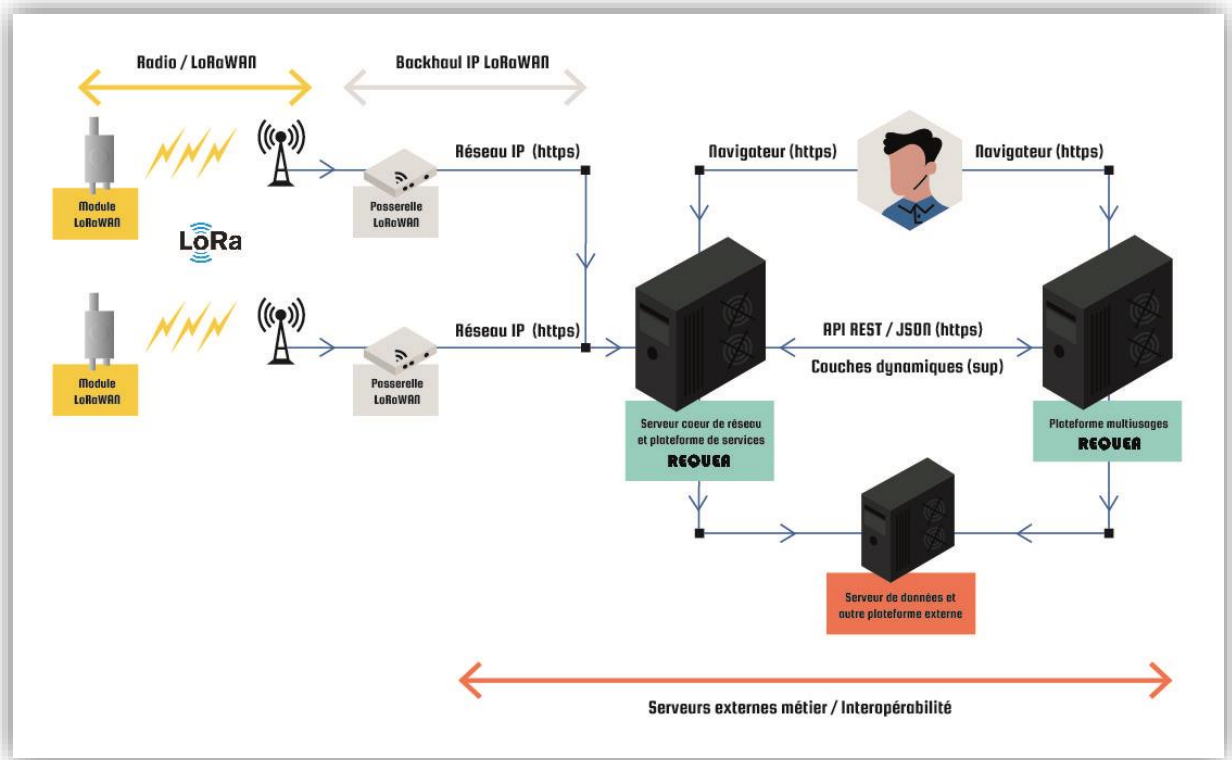 Radio / LoRaWAN
Backhaul IP LoRaWAN
Réseau IP (https)
Navigateur (https)
Navigateur (https)
Module
LoRaWAN
LoRa
Passerelle
LoRaWAN
Réseau IP (https)
API REST / JSON (https)
Couches dynamiques (sup)
Module
LoRaWAN
Passerelle
LoRaWAN
Serveur coeur de réseau
et plateforme de services
REQUEA
Plateforme multiusages
REQUEA
Serveur de données et
autre plateforme externe
Serveurs externes métier / Interopérabilité